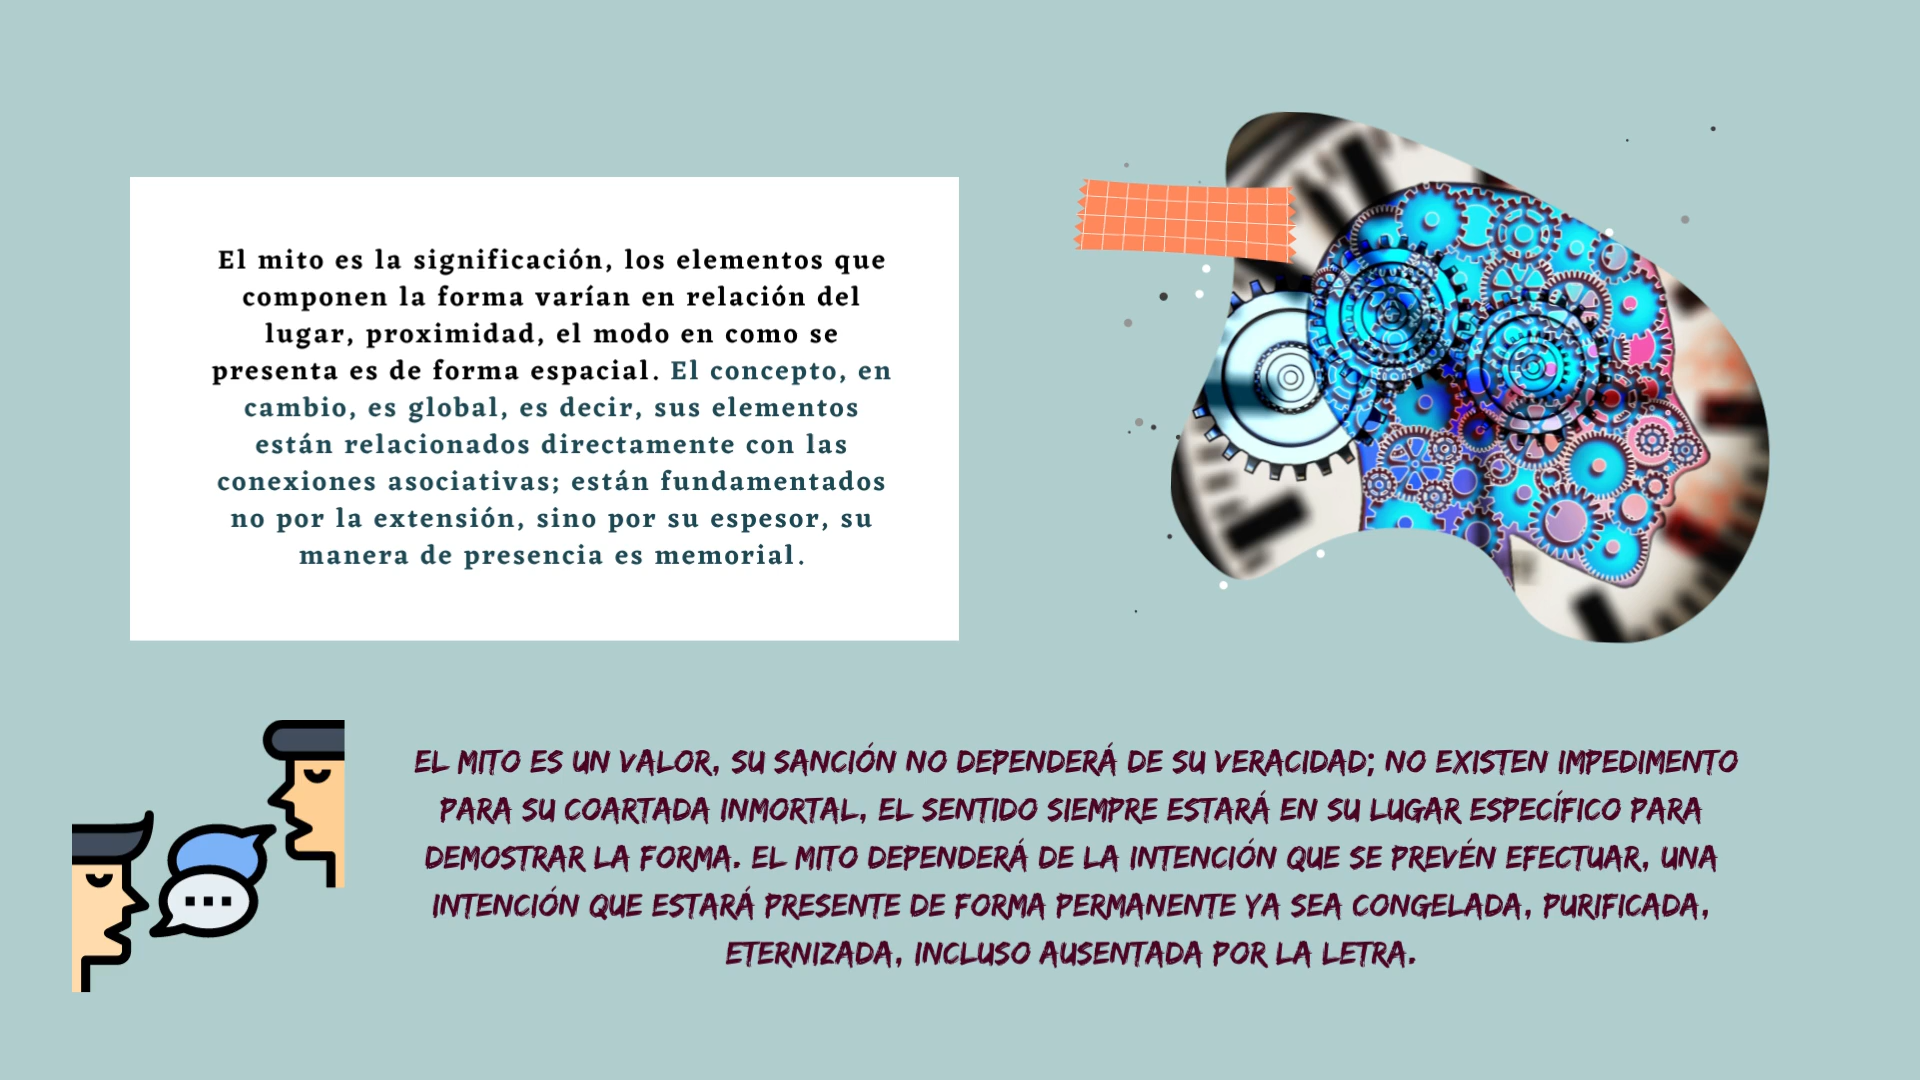 El mito es la significación, los elementos que
componen la forma varían en relación del
lugar, proximidad, el modo en como se
presenta es de forma espacial. El concepto, en
cambio, es global, es decir, sus elementos
están relacionados directamente con las
conexiones asociativas; están fundamentados
no por la extensión, sino por su espesor, su
manera de presencia es memorial.
EL MITO ES UN VALOR, SU SANCIÓN NO DEPENDERÁ DE SU VERACIDAD; NO EXISTEN IMPEDIMENTO
PARA SU COARTADA INMORTAL, EL SENTIDO SIEMPRE ESTARÁ EN SU LUGAR ESPECÍFICO PARA
DEMOSTRAR LA FORMA. EL MITO DEPENDERÁ DE LA INTENCIÓN QUE SE PREVÉN EFECTUAR, UNA
INTENCIÓN QUE ESTARÁ PRESENTE DE FORMA PERMANENTE YA SEA CONGELADA, PURIFICADA,
ETERNIZADA, INCLUSO AUSENTADA POR LA LETRA.